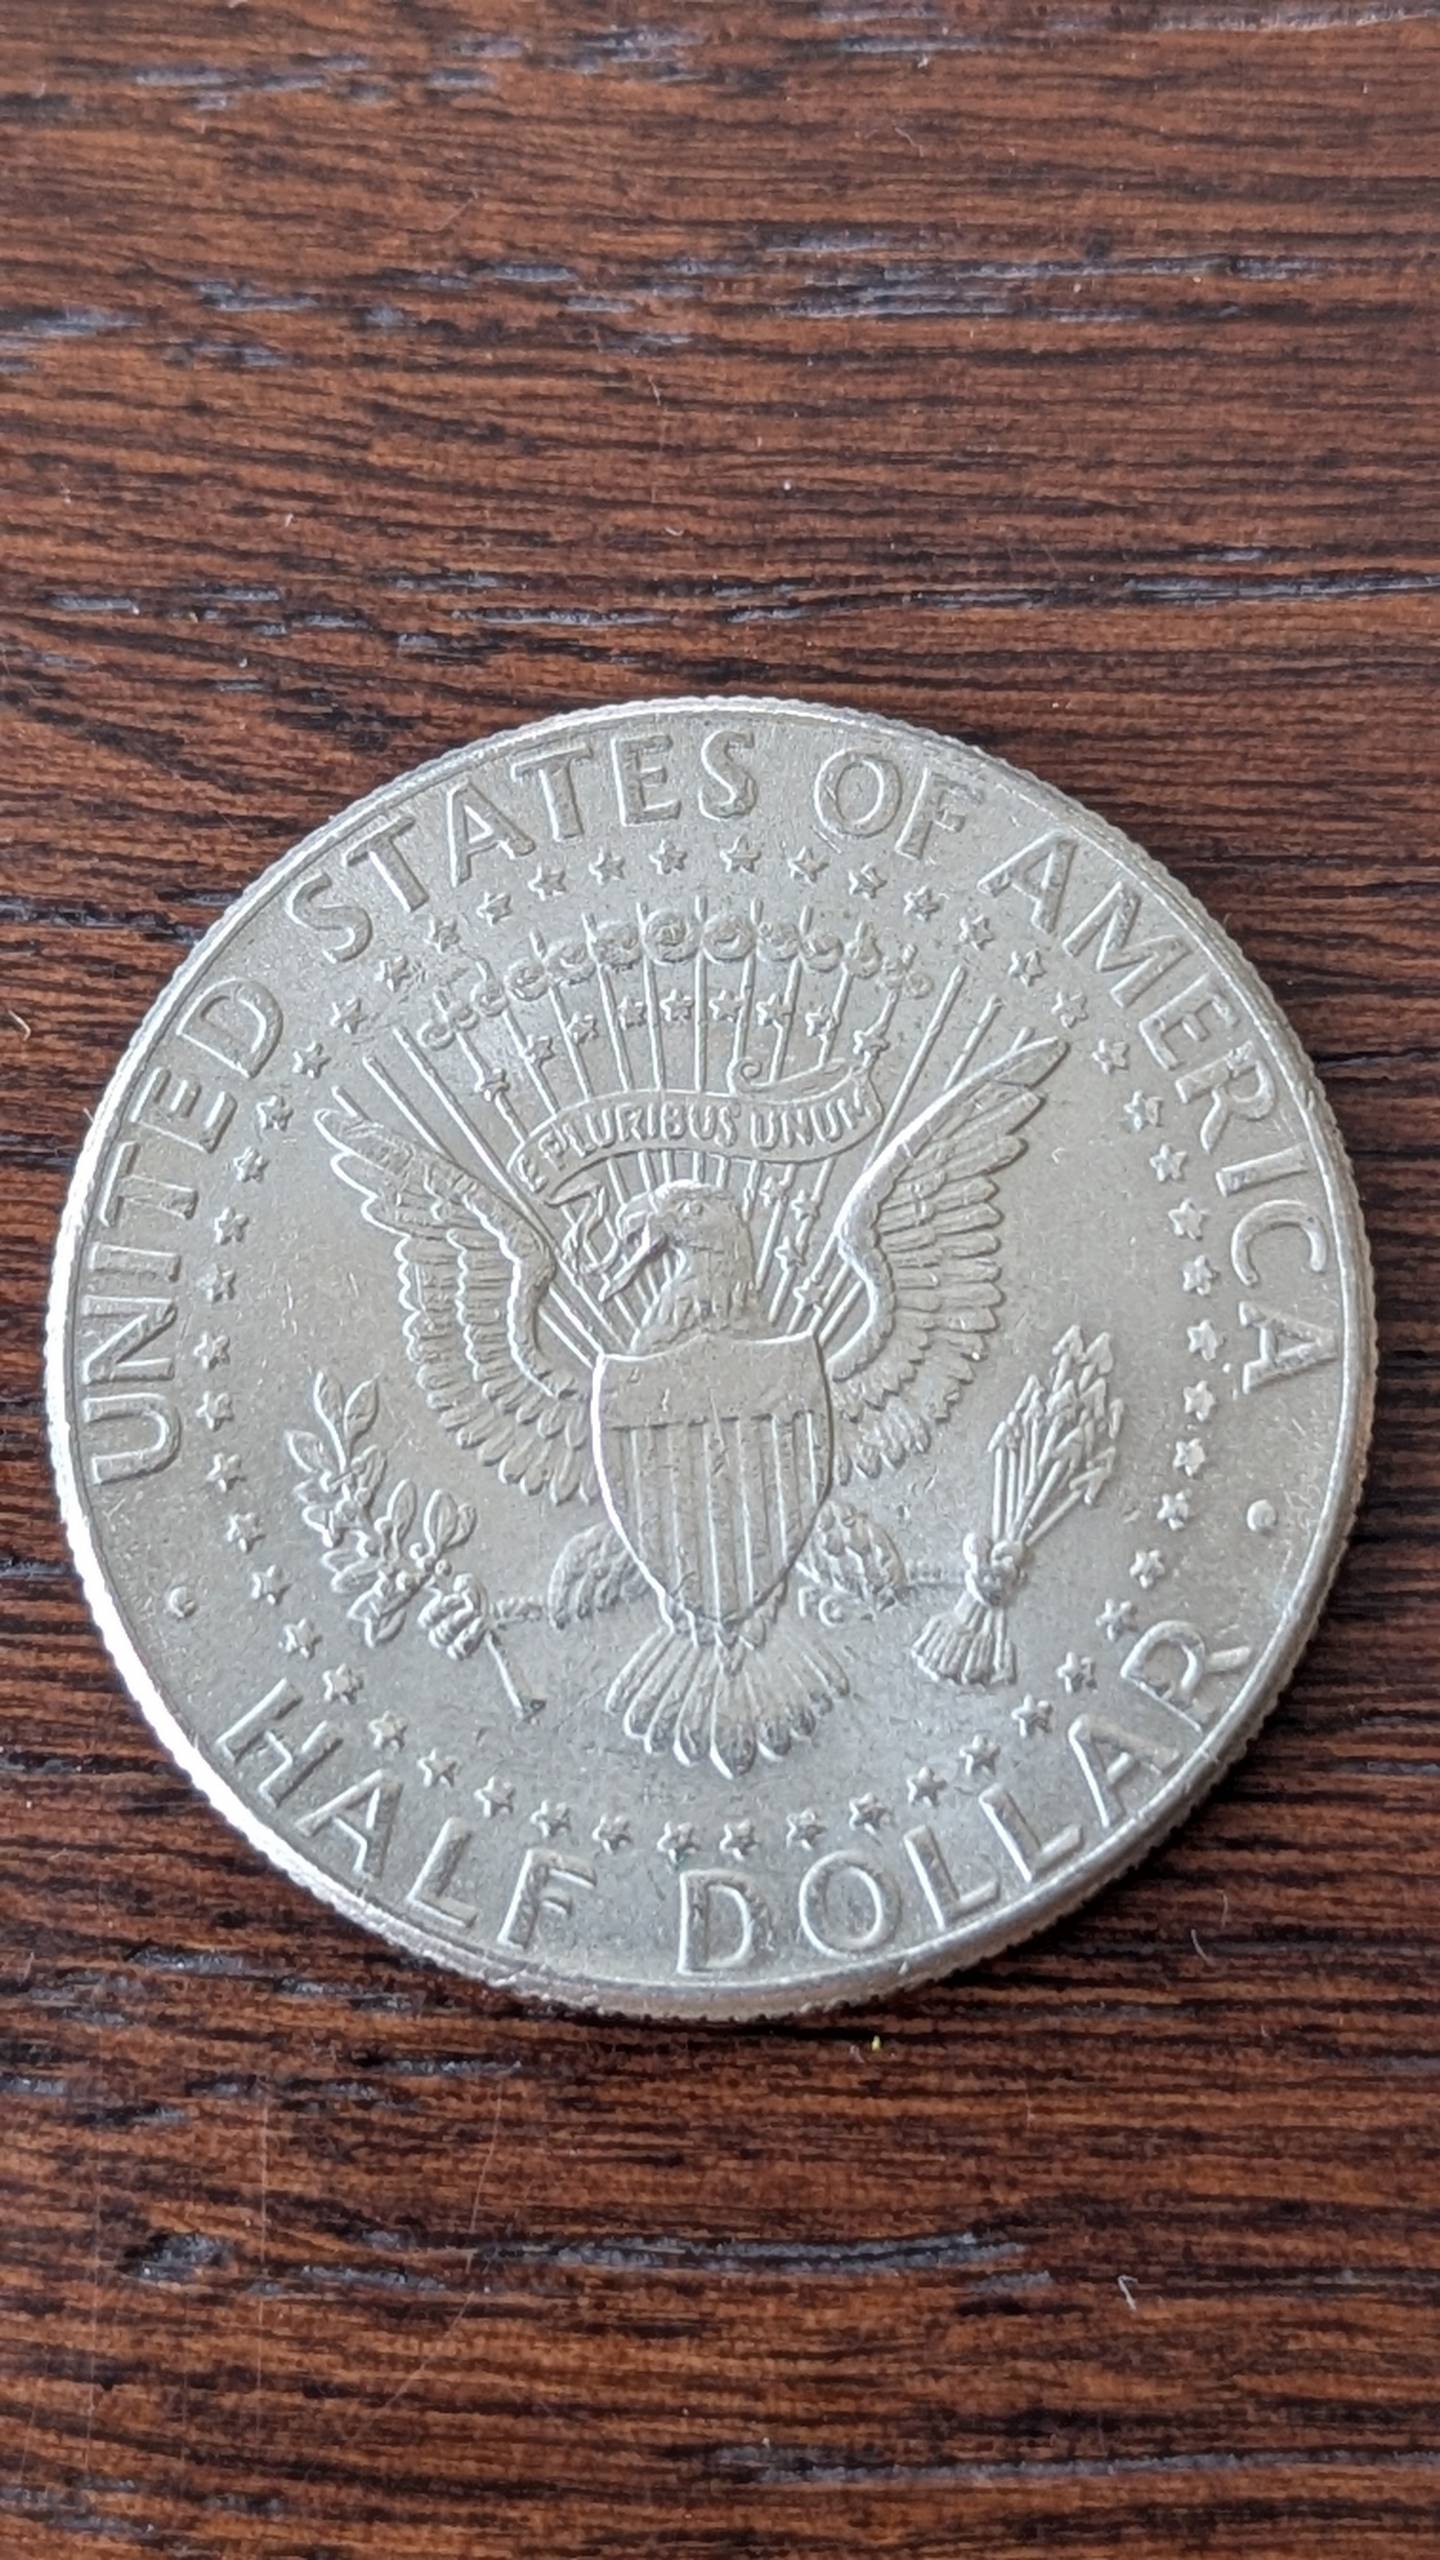 UNITED STATES OF AMERICA
E PLURIBUS UNUM
FG
HALF DOLLAR